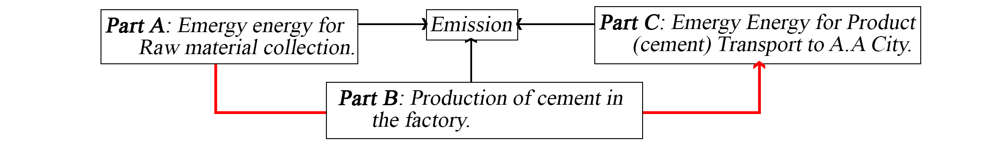 Part A: Emergy energy for
Raw material collection.
Emission
Part C: Emergy Energy for Product
(cement) Transport to A.A City.
Part B: Production of cement in
the factory.